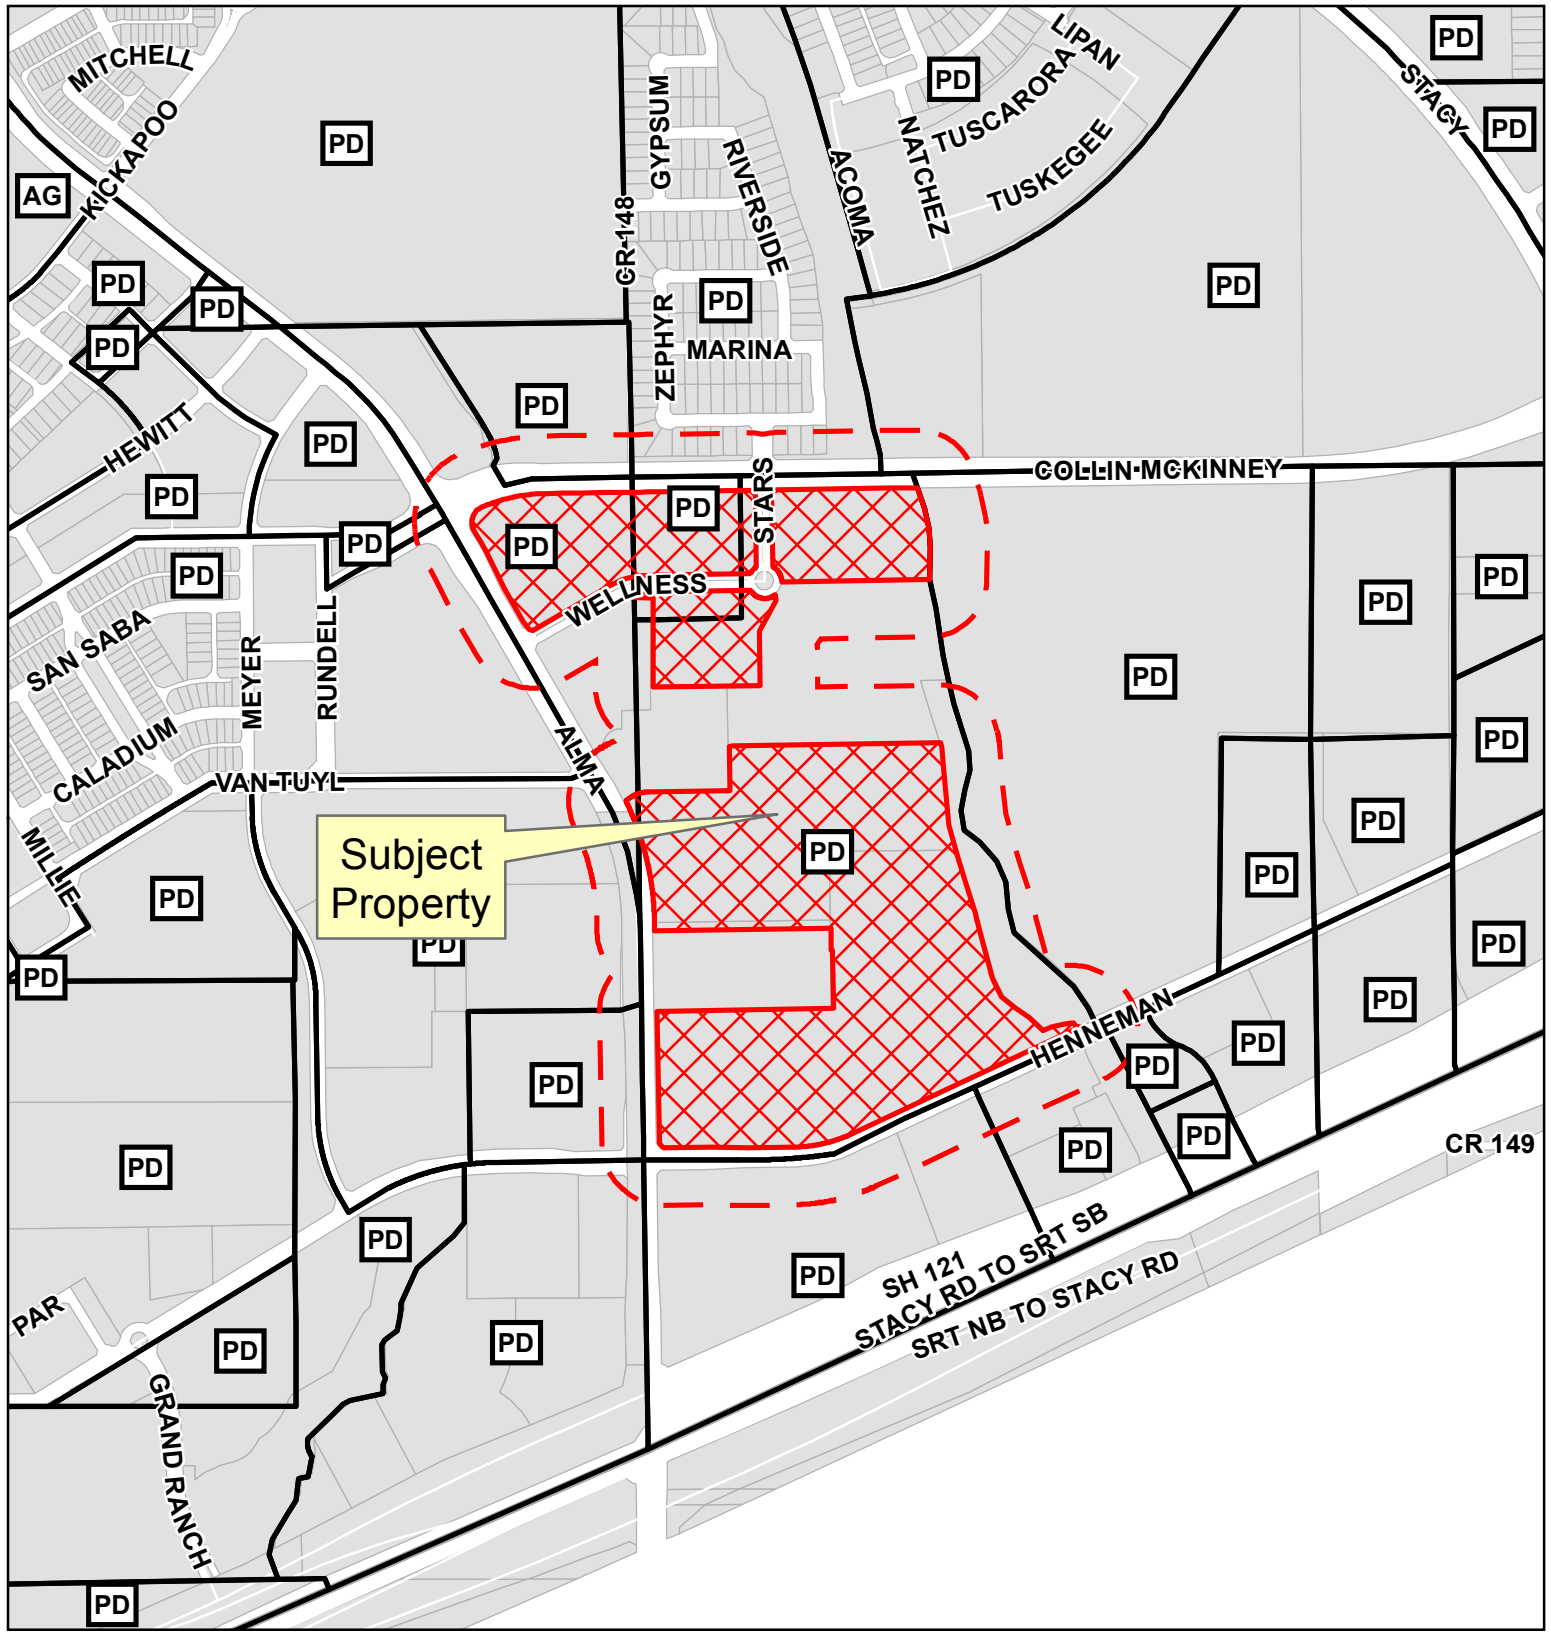 MITCHELL
KICKAPOO
AG
PD
GYPSUM
RIVERSIDE
CR 148
ACOMA
NATCHEZ
PD
LIPAN
TUSCARORA
TUSKEGEE
STACY
PD
PD
PD
PD
PD
PD
ZEPHYR
PD
MARINA
PD
HEWITT
PD
PD
PD
COLLIN MCKINNEY
PD
PD
PD
STARS
WELLNESS
PD
SAN SABA
MEYER
RUNDELL
CALADIUM
VAN TUYL
ALMA
MILLIE
PD
PD
PD
PD
PD
PD
Subject
Property
PD
PD
PD
PD
PD
PD
HENNEMAN
PD
PD
PD
PD
PD
PD
PD
CR 149
PD
PD
SH 121
STACY RD TO SRT SB
SRT NB TO STACY RD
PAR
PD
PD
GRAND RANCH
PD